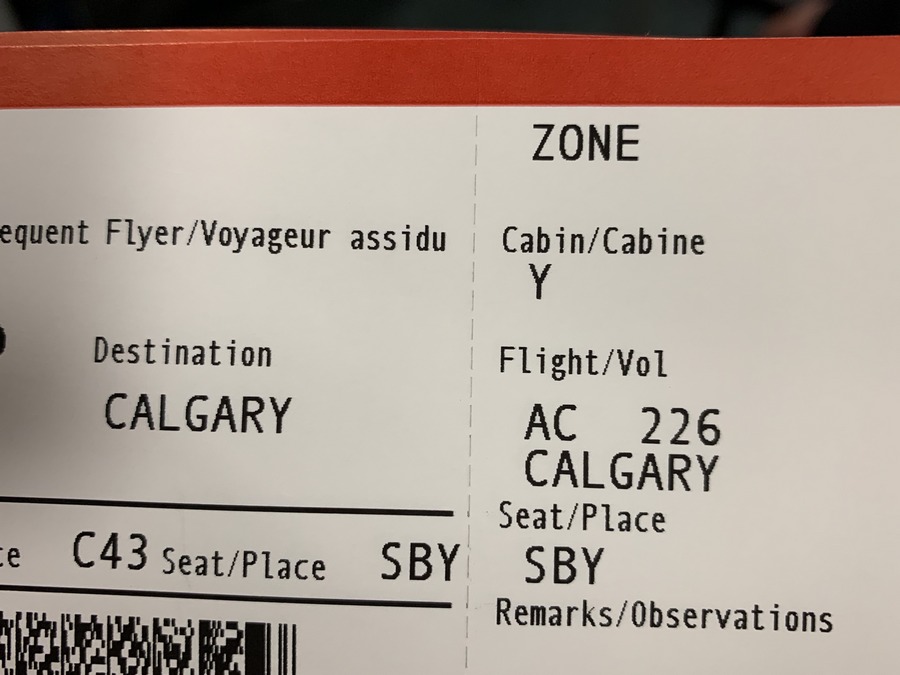 ZONE
equent Flyer/Voyageur assidu
Cabin/Cabine
Y
Destination
CALGARY
Flight/Vol
AC 226
CALGARY
Seat/Place
SBY
C43 Seat/Place SBY
Remarks/Observations